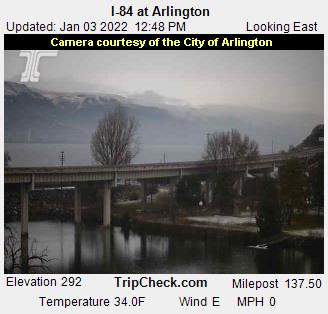 I-84 at Arlington
Updated: Jan 03 2022 12:48 PM Looking East
Camera courtesy of the City of Arlington
Elevation 292 TripCheck.com Milepost 137.50
Temperature 34.0F Wind E MPH 0